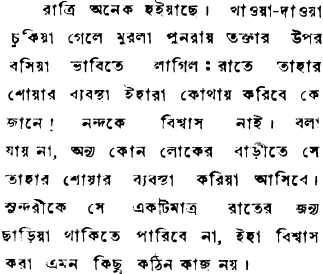 রাত্রি অনেক হইয়াছে। খাওয়া-দাওয়া
চুকিয়া গেলে মুরলা পুনরায় তক্তার উপর
বসিয়া ভাবিতে লাগিল : রাতে তাহার
শোয়ার ব্যবস্থা ইহারা কোথায় করিবে কে
জানে! নন্দকে বিশ্বাস নাই। বলা
যায় না, অন্য কোন লোকের বাড়ীতে সে
তাহার শোয়ার ব্যবস্থা করিয়া আসিবে।
সুন্দরীকে সে একটিমাত্র রাতের জন্য
ছাড়িয়া থাকিতে পারিবে না, ইহা বিশ্বাস
করা এমন কিছু কঠিন কাজ নয়।